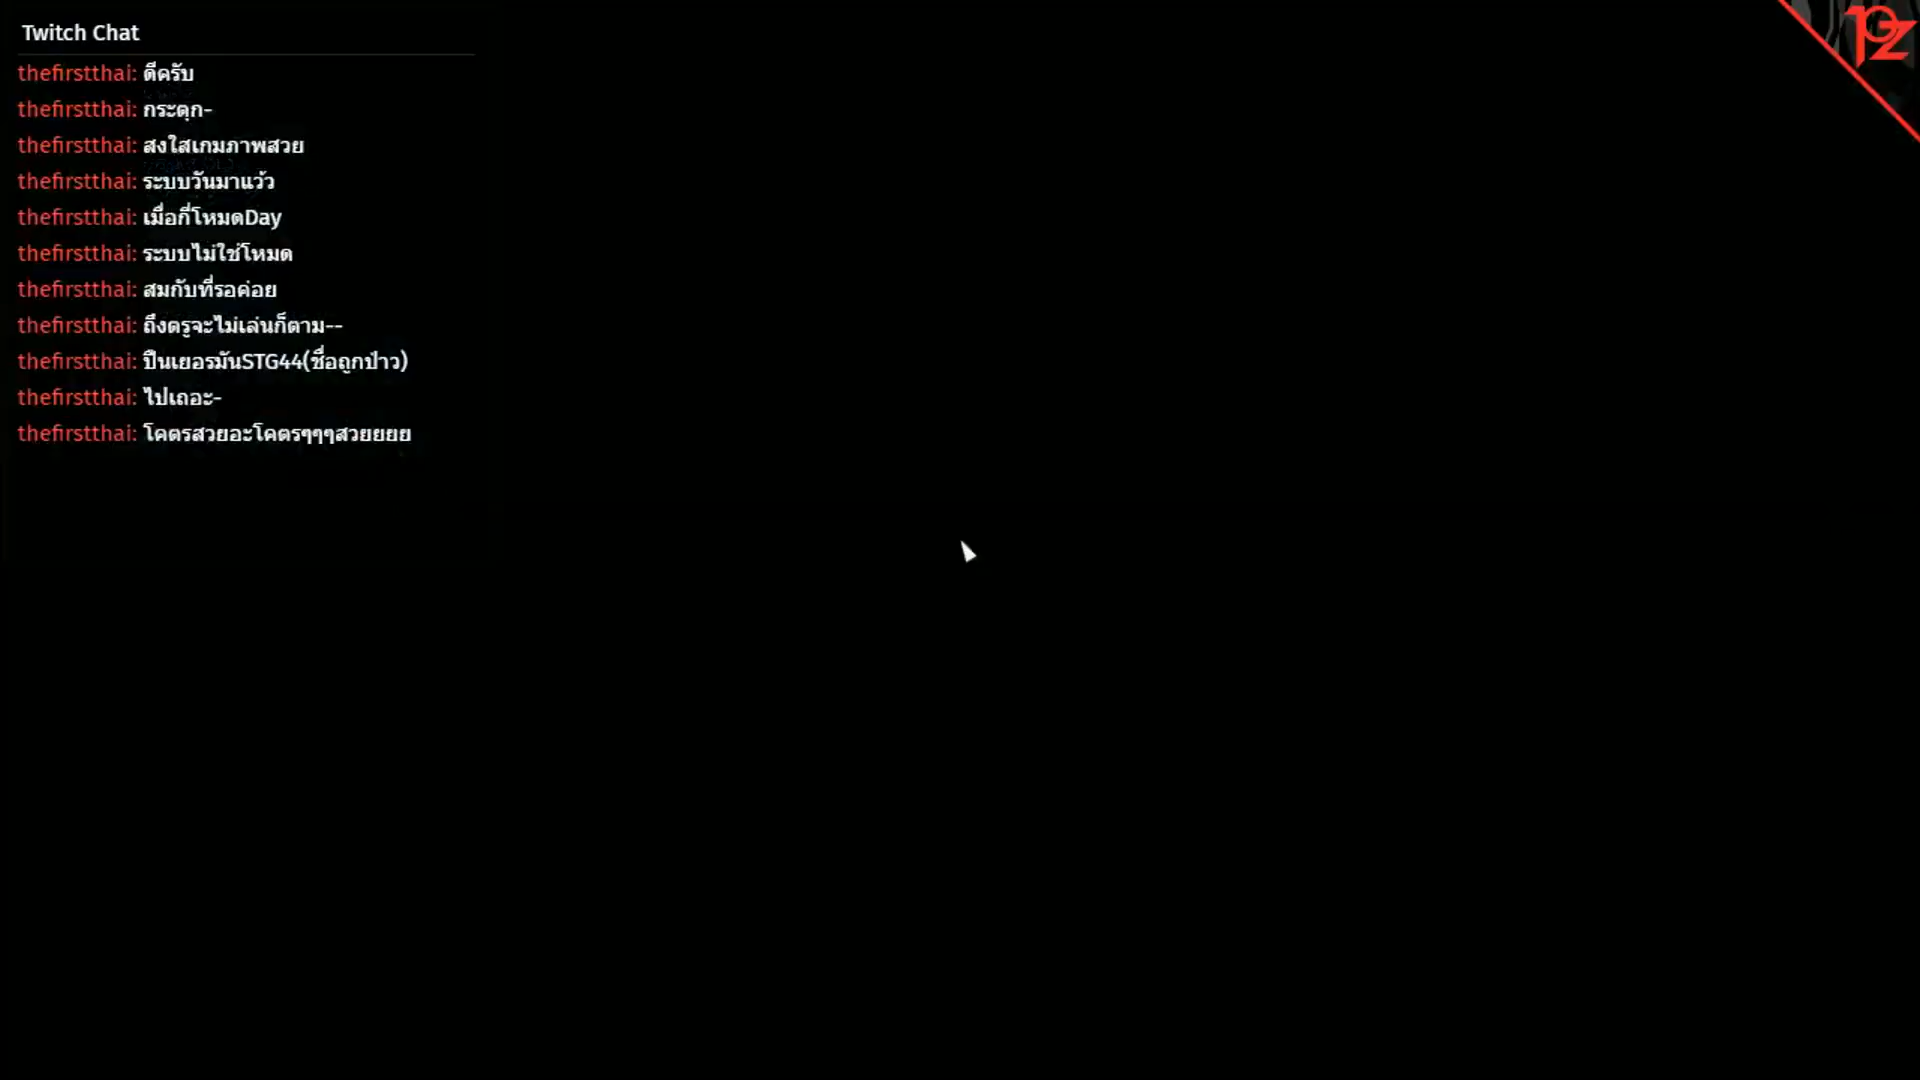 Twitch Chat
thefirstthai: ดีครับ
thefirstthai: กระตุก-
thefirstthai: สงใสเกมภาพสวย
thefirstthai: ระบบวันมาแว้ว
thefirstthai: เมื่อกี่โหมดDay
thefirstthai: ระบบไม่ใช่โหมด
thefirstthai: สมกับที่รอค่อย
thefirstthai: ถึงตรูจะไม่เล่นก็ตาม--
thefirstthai: ปืนเยอรมันSTG44(ชื่อถูกป่าว)
thefirstthai: ไปเถอะ-
thefirstthai: โคตรสวยอะโคตรๆๆๆสวยยยย